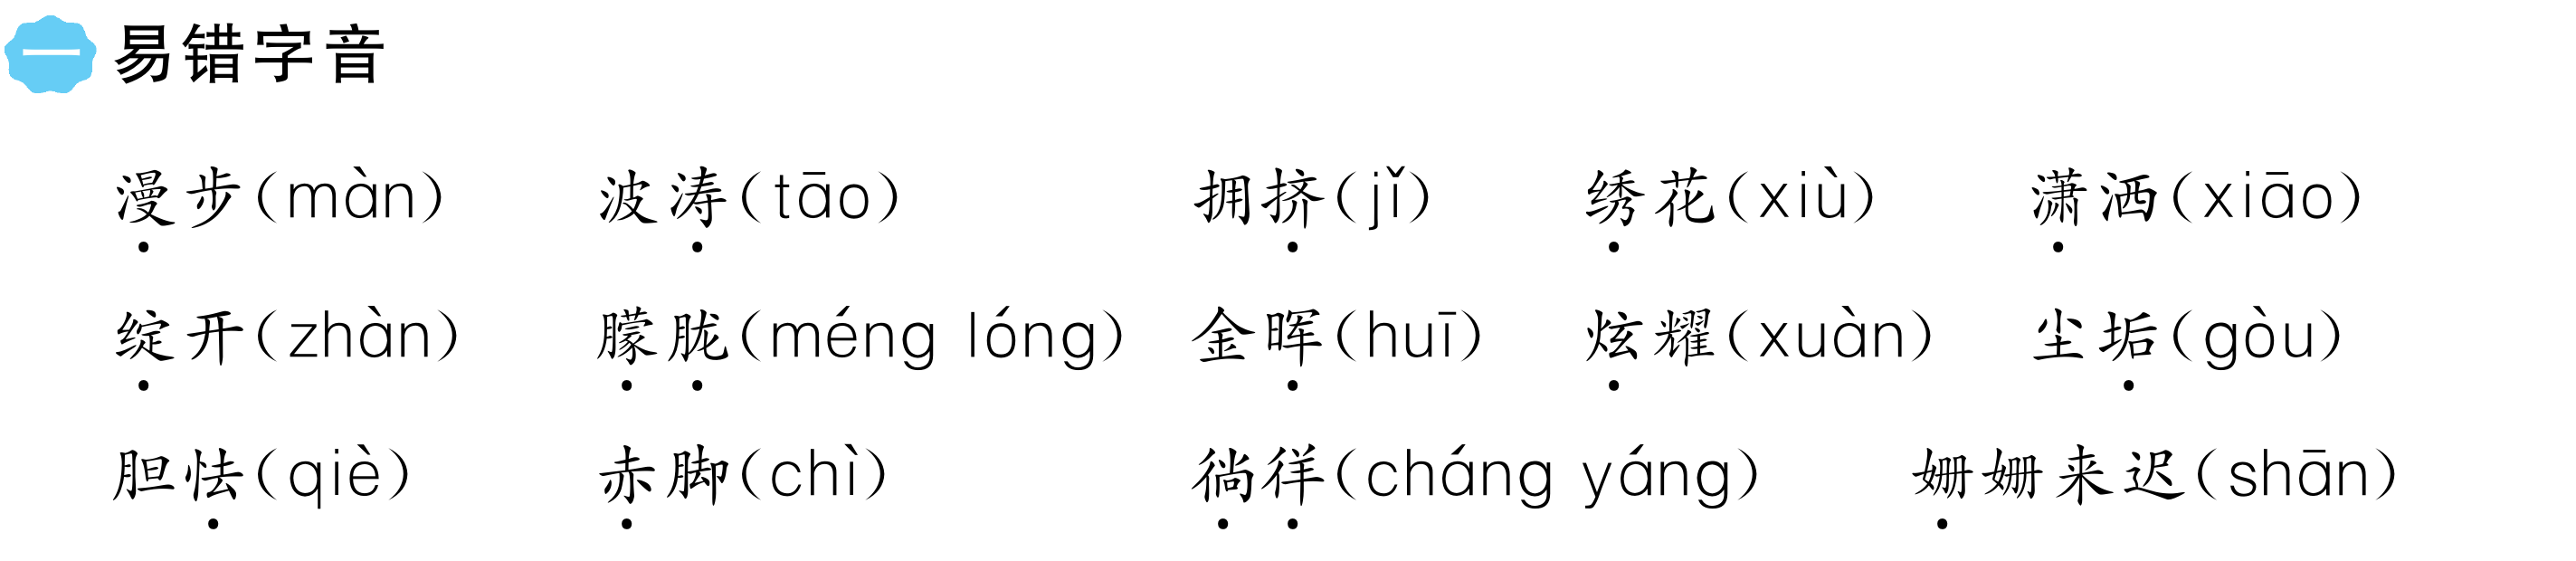 一 易错字音
漫步(màn) 波涛(tāo) 拥挤(jǐ) 绣花(xiù) 潇洒(xiāo)
绽开(zhàn) 朦胧(méng lóng) 金晖(huī) 炫耀(xuàn) 尘垢(gòu)
胆怯(qiè) 赤脚(chì) 徜徉(cháng yáng) 姗姗来迟(shān)